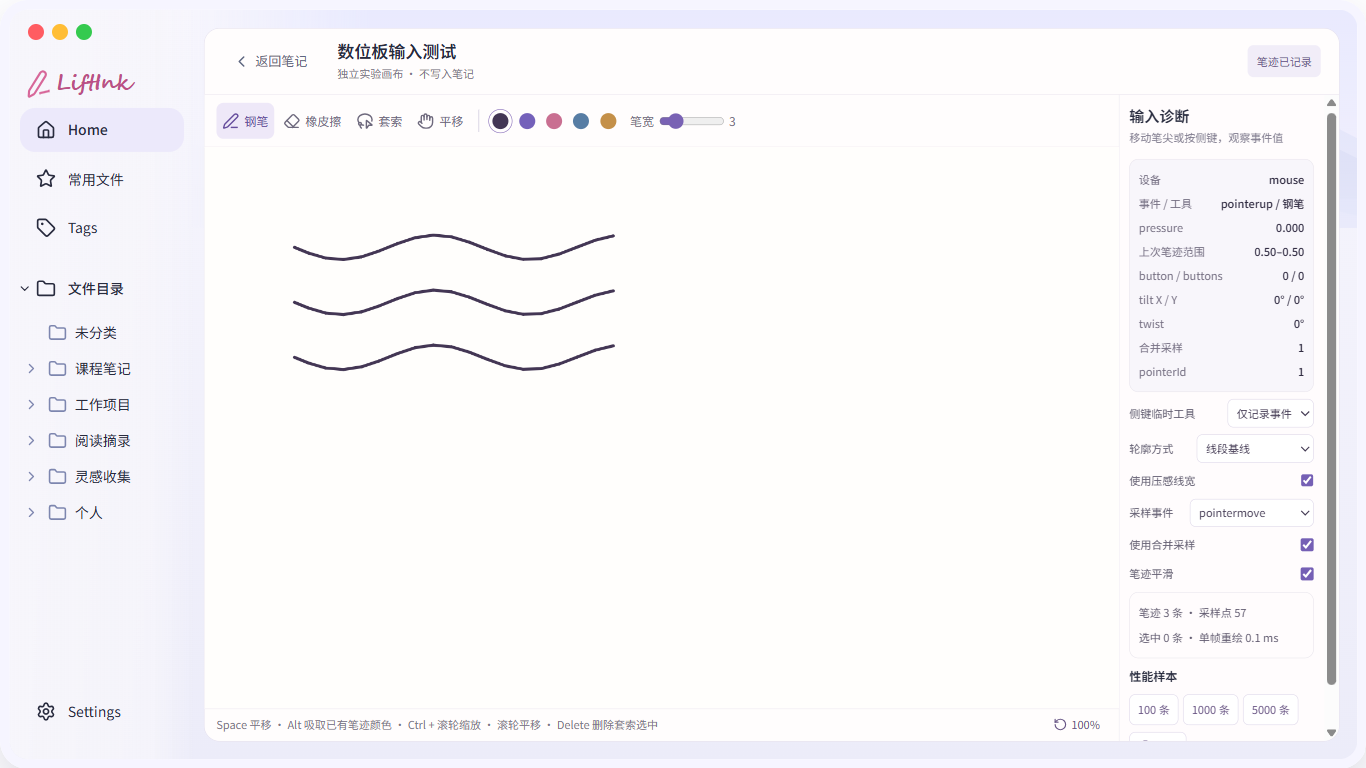 LiftInk
Home
常用文件
Tags
文件目录
未分类
课程笔记
工作项目
阅读摘录
灵感收集
个人
Settings
返回笔记
数位板输入测试
独立实验画布 · 不写入笔记
笔迹已记录
钢笔 橡皮擦 套索 平移 笔宽 3
输入诊断
移动笔尖或按侧键，观察事件值
设备 mouse
事件 / 工具 pointerup / 钢笔
pressure 0.000
上次笔迹范围 0.50–0.50
button / buttons 0 / 0
tilt X / Y 0° / 0°
twist 0°
合并采样 1
pointerId 1
侧键临时工具 仅记录事件
轮廓方式 线段基线
使用压感线宽
采样事件 pointermove
使用合并采样
笔迹平滑
笔迹 3 条 · 采样点 57
选中 0 条 · 单帧重绘 0.1 ms
性能样本
100 条 1000 条 5000 条
Space 平移 · Alt 吸取已有笔迹颜色 · Ctrl + 滚轮缩放 · 滚轮平移 · Delete 删除套索选中
100%